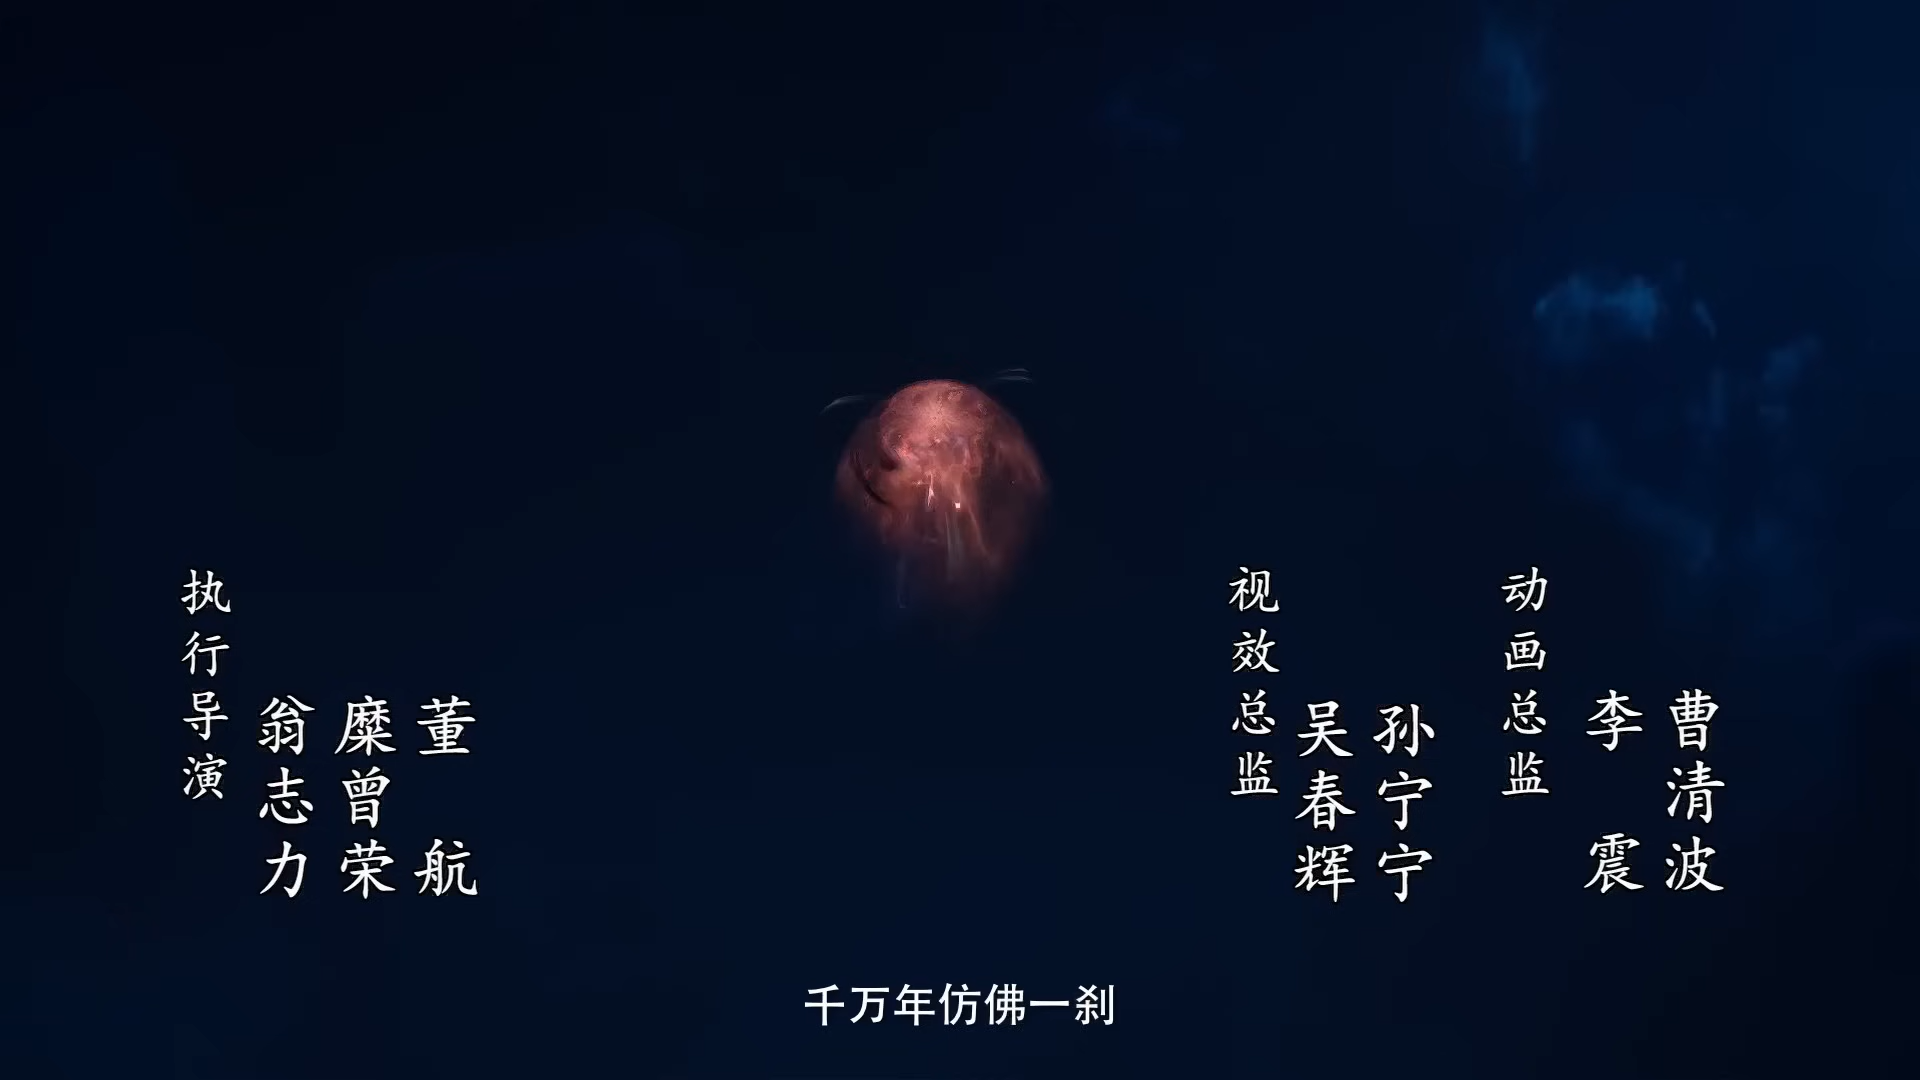 执行导演
翁志力
糜曾荣
董航
视效总监
吴春辉
孙宁宁
动画总监
李震
曹清波
千万年仿佛一刹